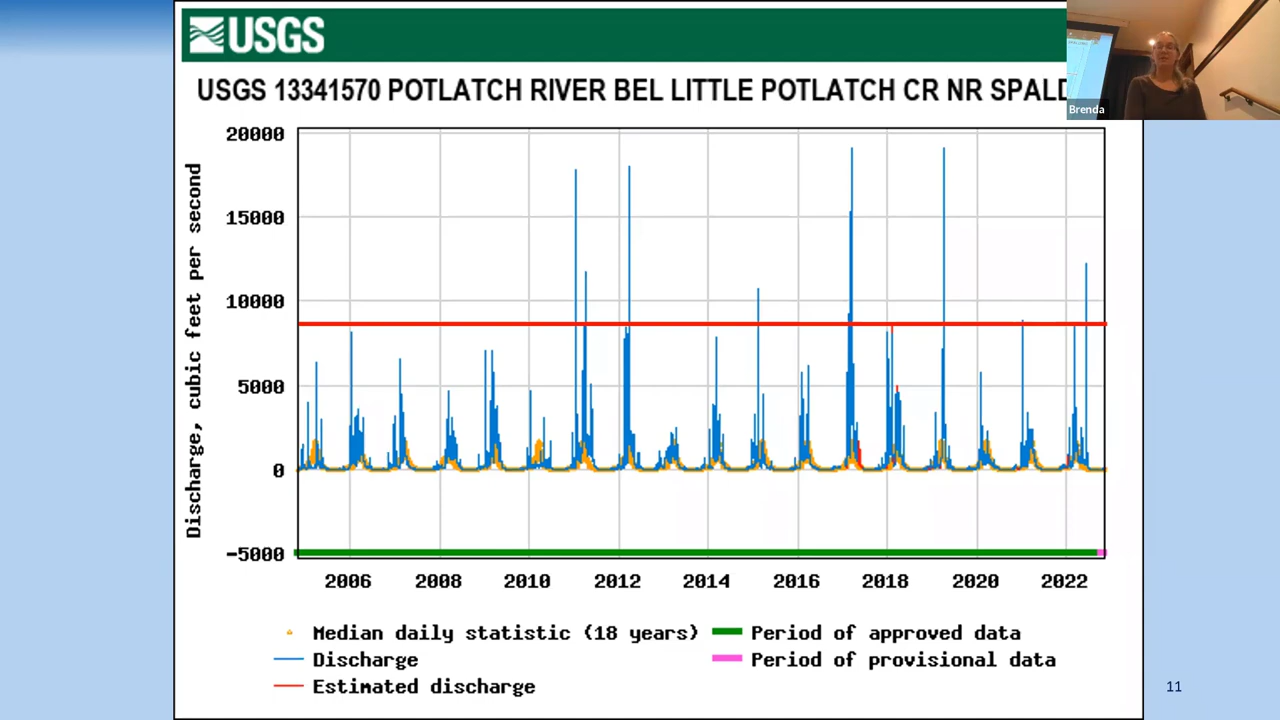 USGS
USGS 13341570 POTLATCH RIVER BEL LITTLE POTLATCH CR NR SPALD
Brenda
Discharge, cubic feet per second
20000
15000
10000
5000
0
-5000
2006 2008 2010 2012 2014 2016 2018 2020 2022
Median daily statistic (18 years)
Discharge
Estimated discharge
Period of approved data
Period of provisional data
11